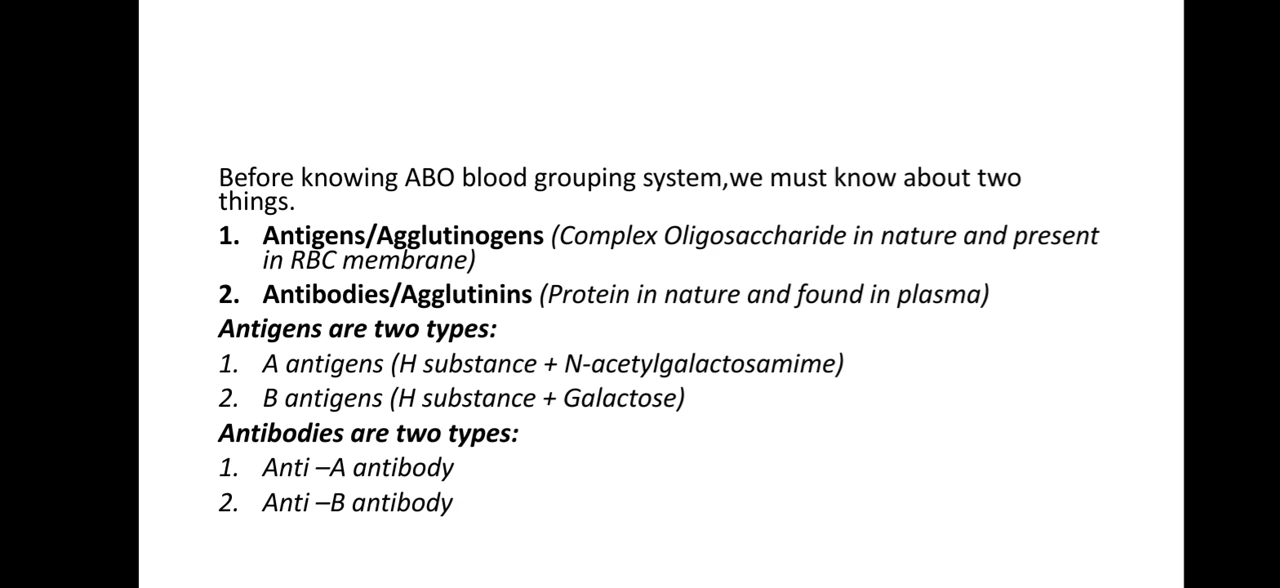 Before knowing ABO blood grouping system,we must know about two
things.
1. Antigens/Agglutinogens (Complex Oligosaccharide in nature and present
in RBC membrane)
2. Antibodies/Agglutinins (Protein in nature and found in plasma)
Antigens are two types:
1. A antigens (H substance + N-acetylgalactosamime)
2. B antigens (H substance + Galactose)
Antibodies are two types:
1. Anti –A antibody
2. Anti –B antibody